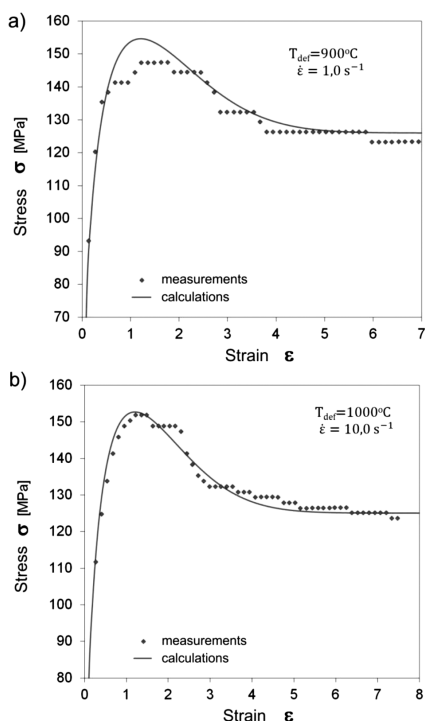 a)
160
150
140
130
120
110
100
90
80
70
Stress σ [MPa]
T_def=900°C
ε̇ = 1,0 s⁻¹
measurements
calculations
0 1 2 3 4 5 6 7
Strain ε
b)
160
150
140
130
120
110
100
90
80
Stress σ [MPa]
T_def=1000°C
ε̇ = 10,0 s⁻¹
measurements
calculations
0 1 2 3 4 5 6 7 8
Strain ε